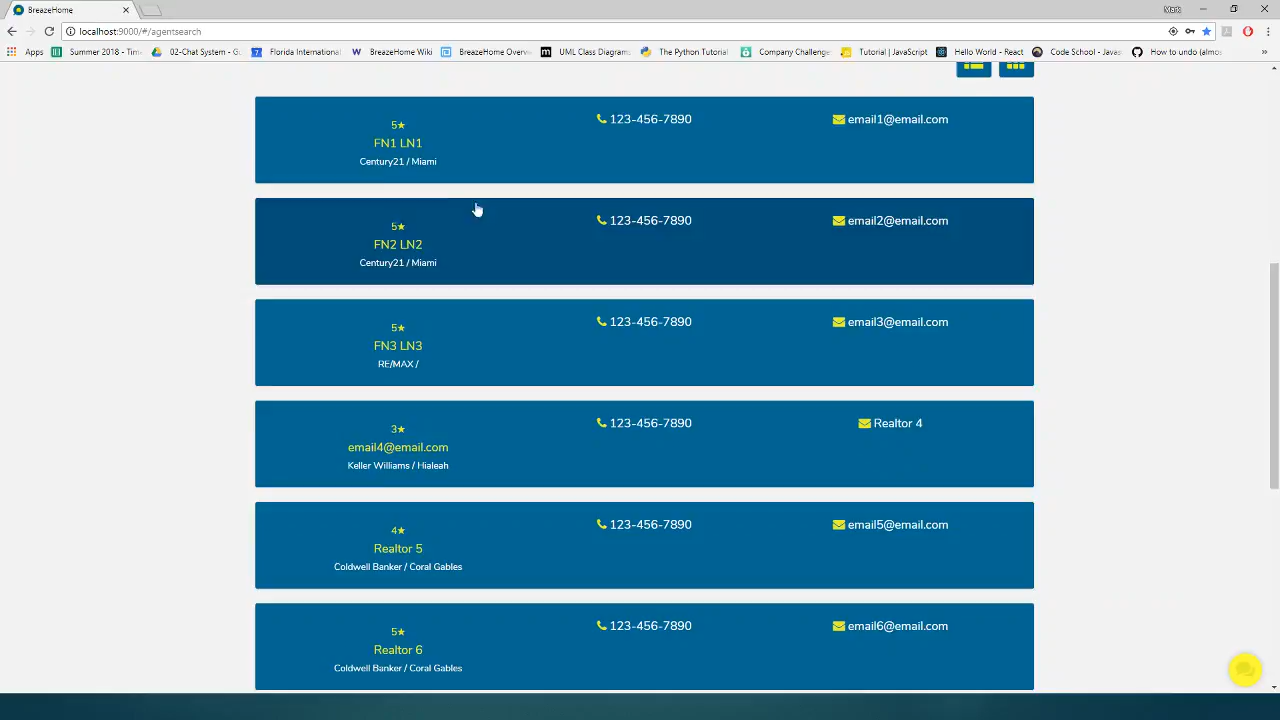 BreazeHome
localhost:9000/#/agentsearch
Apps Summer 2018 - Time 02-Chat System - G Florida International BreazeHome Wiki BreazeHome Overv UML Class Diagrams The Python Tutorial Company Challenge Tutorial | JavaScript Hello World - React Code School - Javas How to undo (almo
5★
FN1 LN1
Century21 / Miami
123-456-7890
email1@email.com
5★
FN2 LN2
Century21 / Miami
123-456-7890
email2@email.com
5★
FN3 LN3
RE/MAX /
123-456-7890
email3@email.com
3★
email4@email.com
Keller Williams / Hialeah
123-456-7890
Realtor 4
4★
Realtor 5
Coldwell Banker / Coral Gables
123-456-7890
email5@email.com
5★
Realtor 6
Coldwell Banker / Coral Gables
123-456-7890
email6@email.com